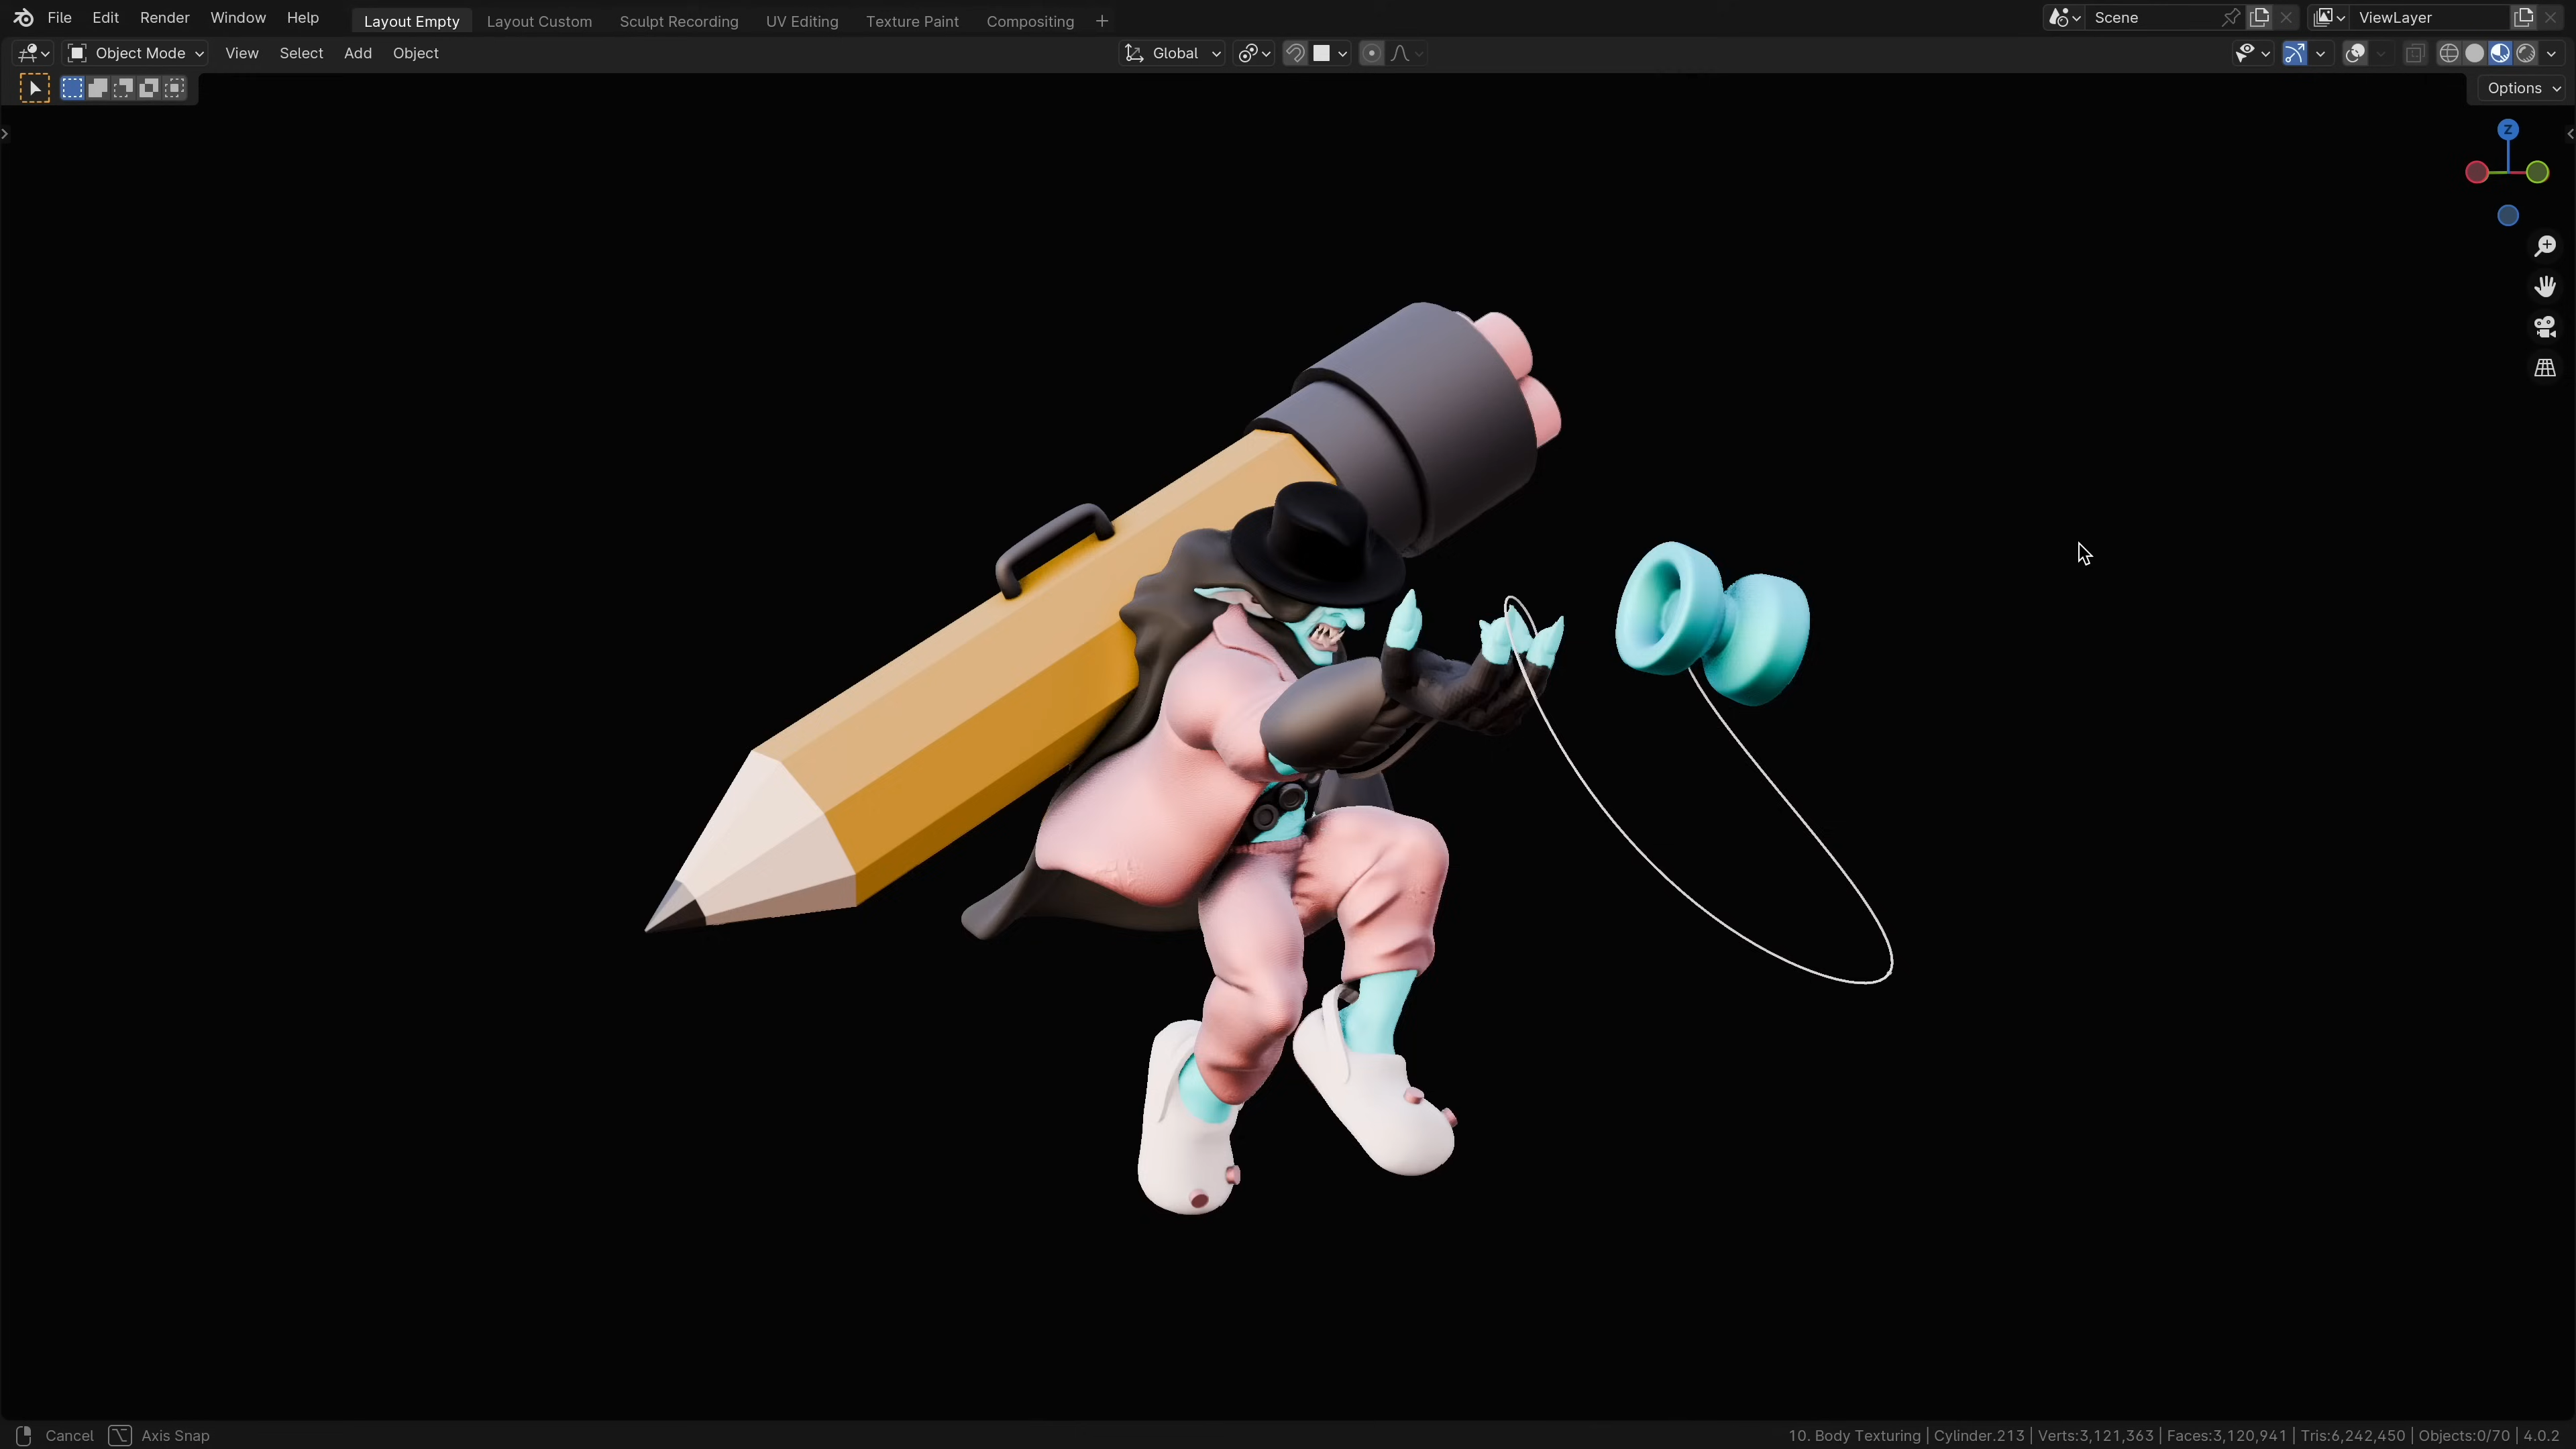 File Edit Render Window Help Layout Empty Layout Custom Sculpt Recording UV Editing Texture Paint Compositing + Scene ViewLayer
Object Mode View Select Add Object Global
Options
Z
Cancel Axis Snap 10. Body Texturing | Cylinder.213 | Verts:3,121,363 | Faces:3,120,941 | Tris:6,242,450 | Objects:0/70 | 4.0.2